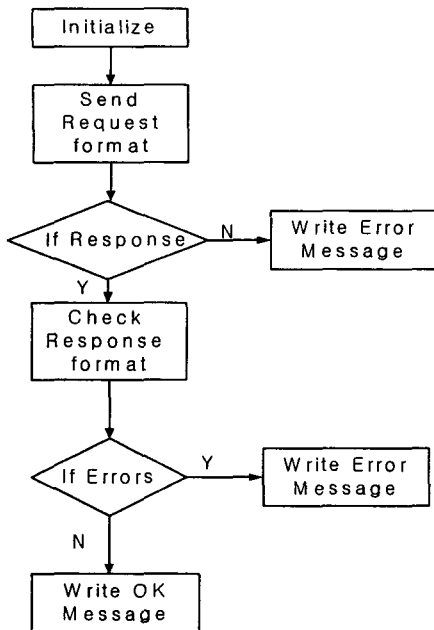 Initialize
Send
Request
format
If Response
N
Write Error
Message
Y
Check
Response
format
If Errors
Y
Write Error
Message
N
Write OK
Message